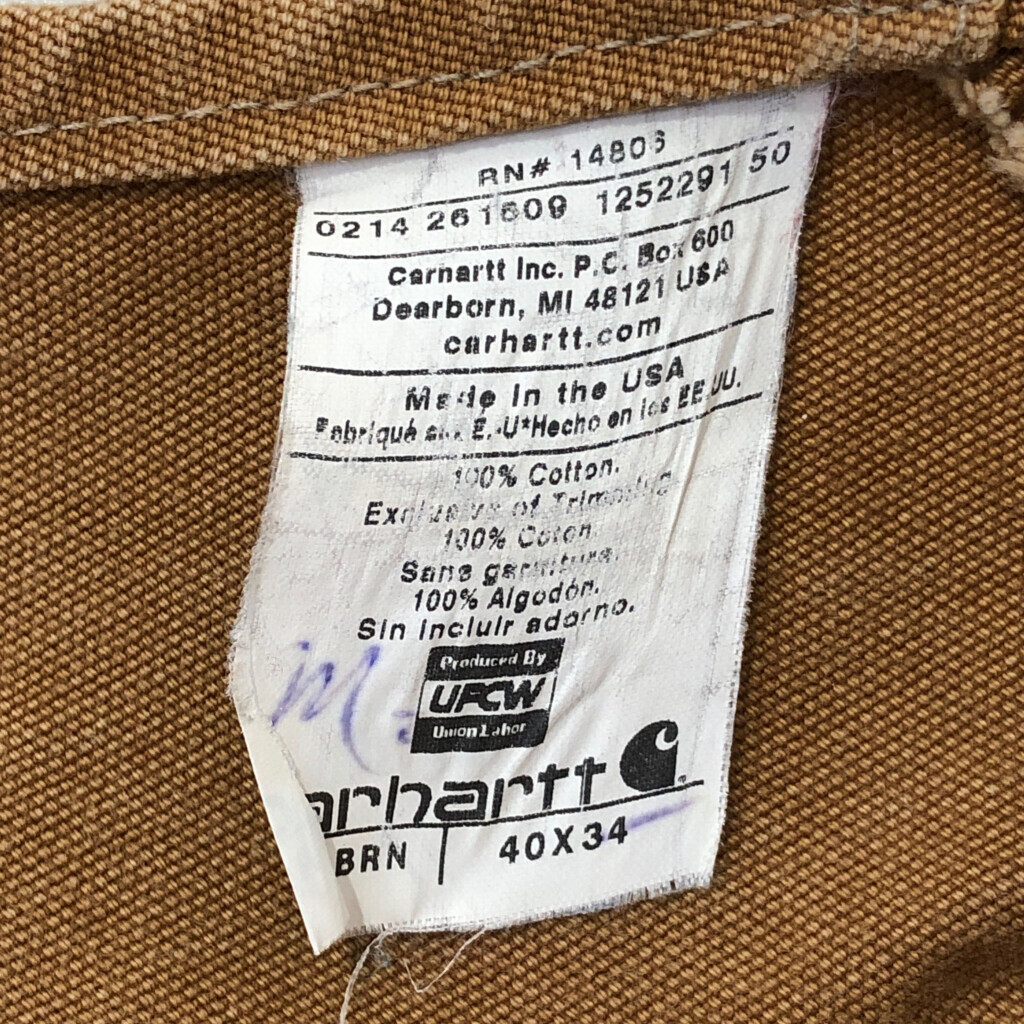 RN# 14806
0214 261609 1252291 50
Carhartt Inc. P.O. Box 600
Dearborn, MI 48121 USA
carhartt.com
Made in the USA
Fabriqué aux E.-U*Hecho en los EE UU.
100% Cotton.
Exclusive of Trimming
100% Coton.
Sans garniture.
100% Algodón.
Sin incluir adorno.
Produced By
UFCW
Union Labor
arhartt
BRN 40X34